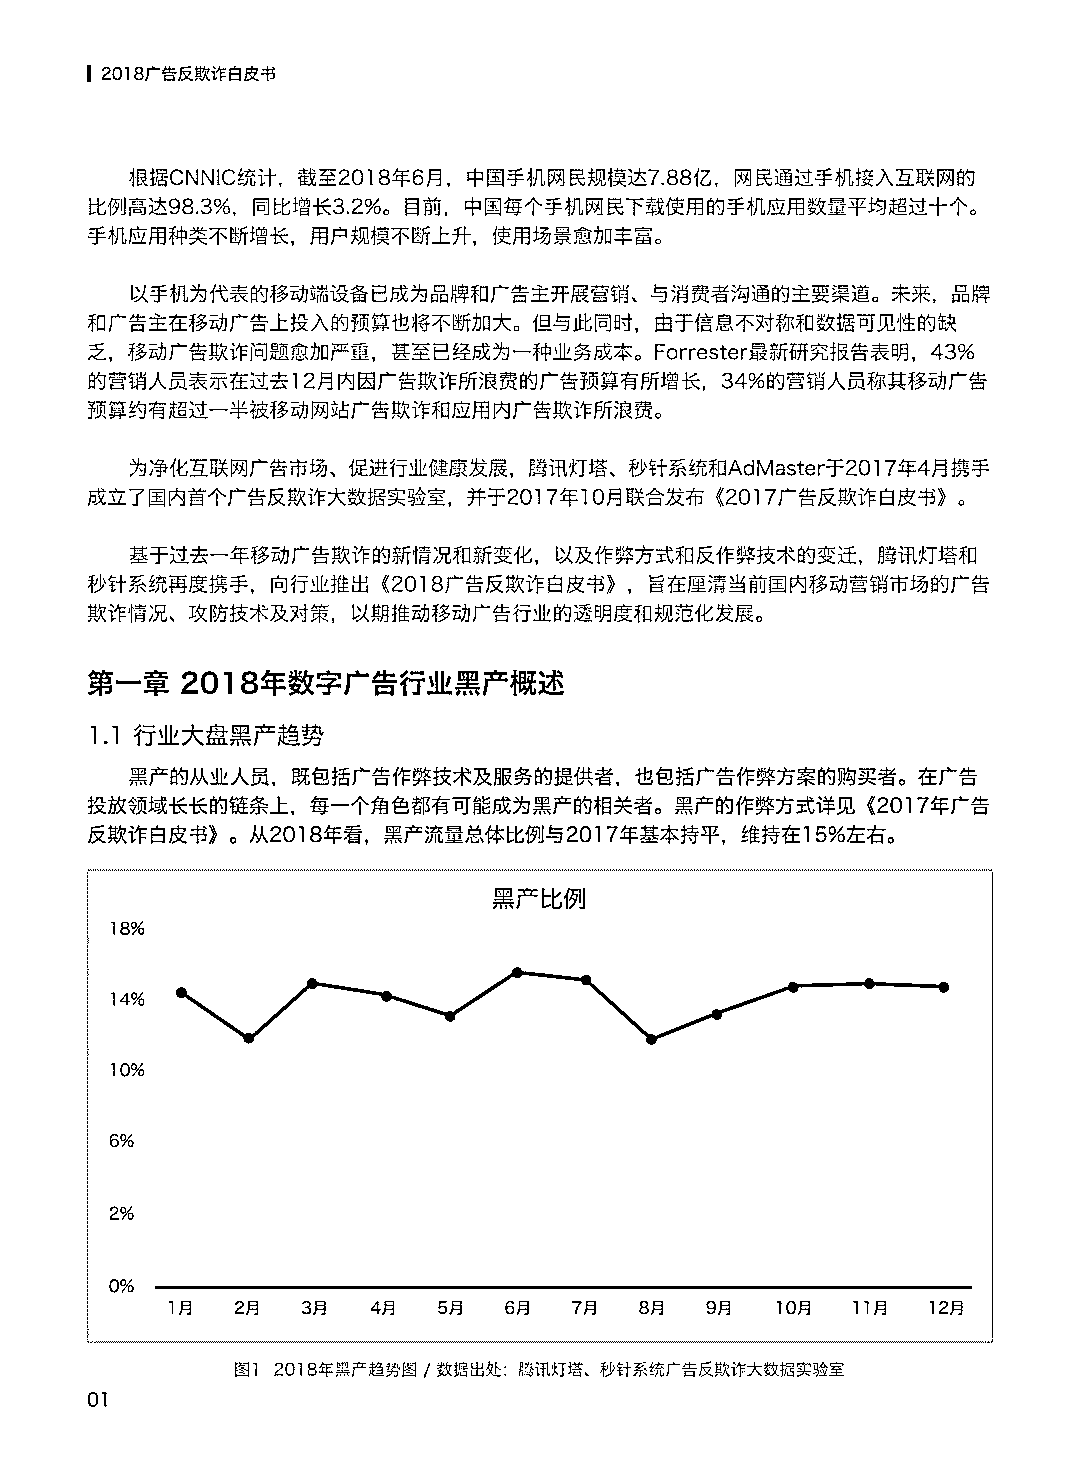 2018广告反欺诈白皮书
根据CNNIC统计，截至2018年6月，中国手机网民规模达7.88亿，网民通过手机接入互联网的
比例高达98.3%，同比增长3.2%。目前，中国每个手机网民下载使用的手机应用数量平均超过十个。
手机应用种类不断增长，用户规模不断上升，使用场景愈加丰富。
以手机为代表的移动端设备已成为品牌和广告主开展营销、与消费者沟通的主要渠道。未来，品牌
和广告主在移动广告上投入的预算也将不断加大。但与此同时，由于信息不对称和数据可见性的缺
乏，移动广告欺诈问题愈加严重，甚至已经成为一种业务成本。Forrester最新研究报告表明，43%
的营销人员表示在过去12月内因广告欺诈所浪费的广告预算有所增长，34%的营销人员称其移动广告
预算约有超过一半被移动网站广告欺诈和应用内广告欺诈所浪费。
为净化互联网广告市场、促进行业健康发展，腾讯灯塔、秒针系统和AdMaster于2017年4月携手
成立了国内首个广告反欺诈大数据实验室，并于2017年10月联合发布《2017广告反欺诈白皮书》。
基于过去一年移动广告欺诈的新情况和新变化，以及作弊方式和反作弊技术的变迁，腾讯灯塔和
秒针系统再度携手，向行业推出《2018广告反欺诈白皮书》，旨在厘清当前国内移动营销市场的广告
欺诈情况、攻防技术及对策，以期推动移动广告行业的透明度和规范化发展。
第一章 2018年数字广告行业黑产概述
1.1 行业大盘黑产趋势
黑产的从业人员，既包括广告作弊技术及服务的提供者，也包括广告作弊方案的购买者。在广告
投放领域长长的链条上，每一个角色都有可能成为黑产的相关者。黑产的作弊方式详见《2017年广告
反欺诈白皮书》。从2018年看，黑产流量总体比例与2017年基本持平，维持在15%左右。
黑产比例
18%
14%
10%
6%
2%
0%
1月 2月 3月 4月 5月 6月 7月 8月 9月 10月 11月 12月
图1 2018年黑产趋势图 / 数据出处：腾讯灯塔、秒针系统广告反欺诈大数据实验室
01